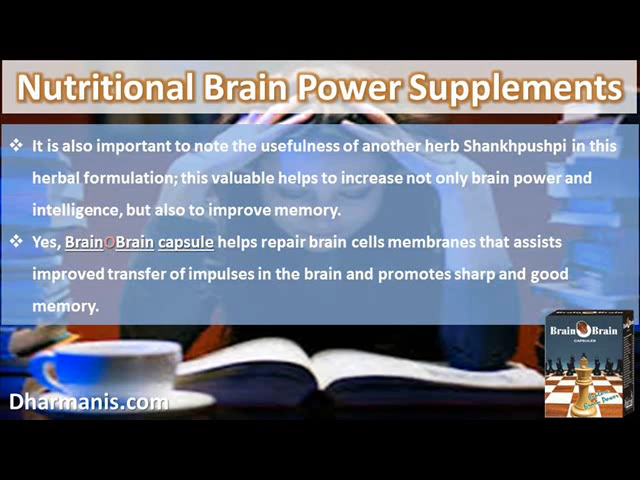 Nutritional Brain Power Supplements
❖ It is also important to note the usefulness of another herb Shankhpushpi in this
herbal formulation; this valuable helps to increase not only brain power and
intelligence, but also to improve memory.
❖ Yes, BrainOBrain capsule helps repair brain cells membranes that assists
improved transfer of impulses in the brain and promotes sharp and good
memory.
Brain O Brain
CAPSULES
Dharmanis.com